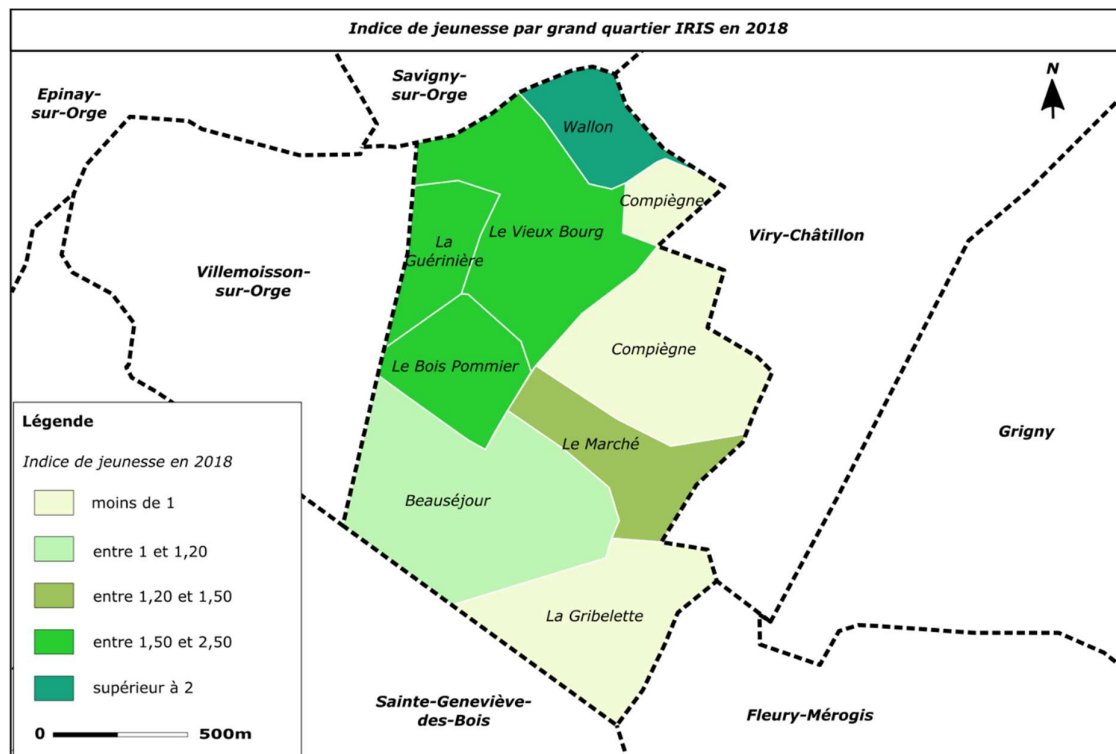 Indice de jeunesse par grand quartier IRIS en 2018
Epinay-
sur-Orge
Savigny-
sur-Orge
N
Wallon
Compiègne
Le Vieux Bourg
La
Guérinière
Viry-Châtillon
Villemoisson-
sur-Orge
Compiègne
Le Bois Pommier
Le Marché
Grigny
Beauséjour
La Gribelette
Sainte-Geneviève-
des-Bois
Fleury-Mérogis
Légende
Indice de jeunesse en 2018
moins de 1
entre 1 et 1,20
entre 1,20 et 1,50
entre 1,50 et 2,50
supérieur à 2
0 500m